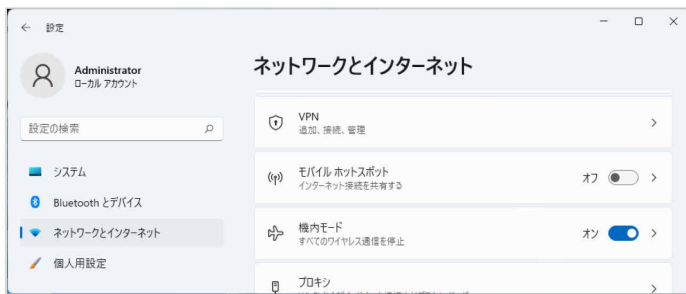 設定
Administrator
ローカル アカウント
設定の検索
システム
Bluetooth とデバイス
ネットワークとインターネット
個人用設定
ネットワークとインターネット
VPN
追加、接続、管理
モバイル ホットスポット
インターネット接続を共有する
オフ
機内モード
すべてのワイヤレス通信を停止
オン
プロキシ